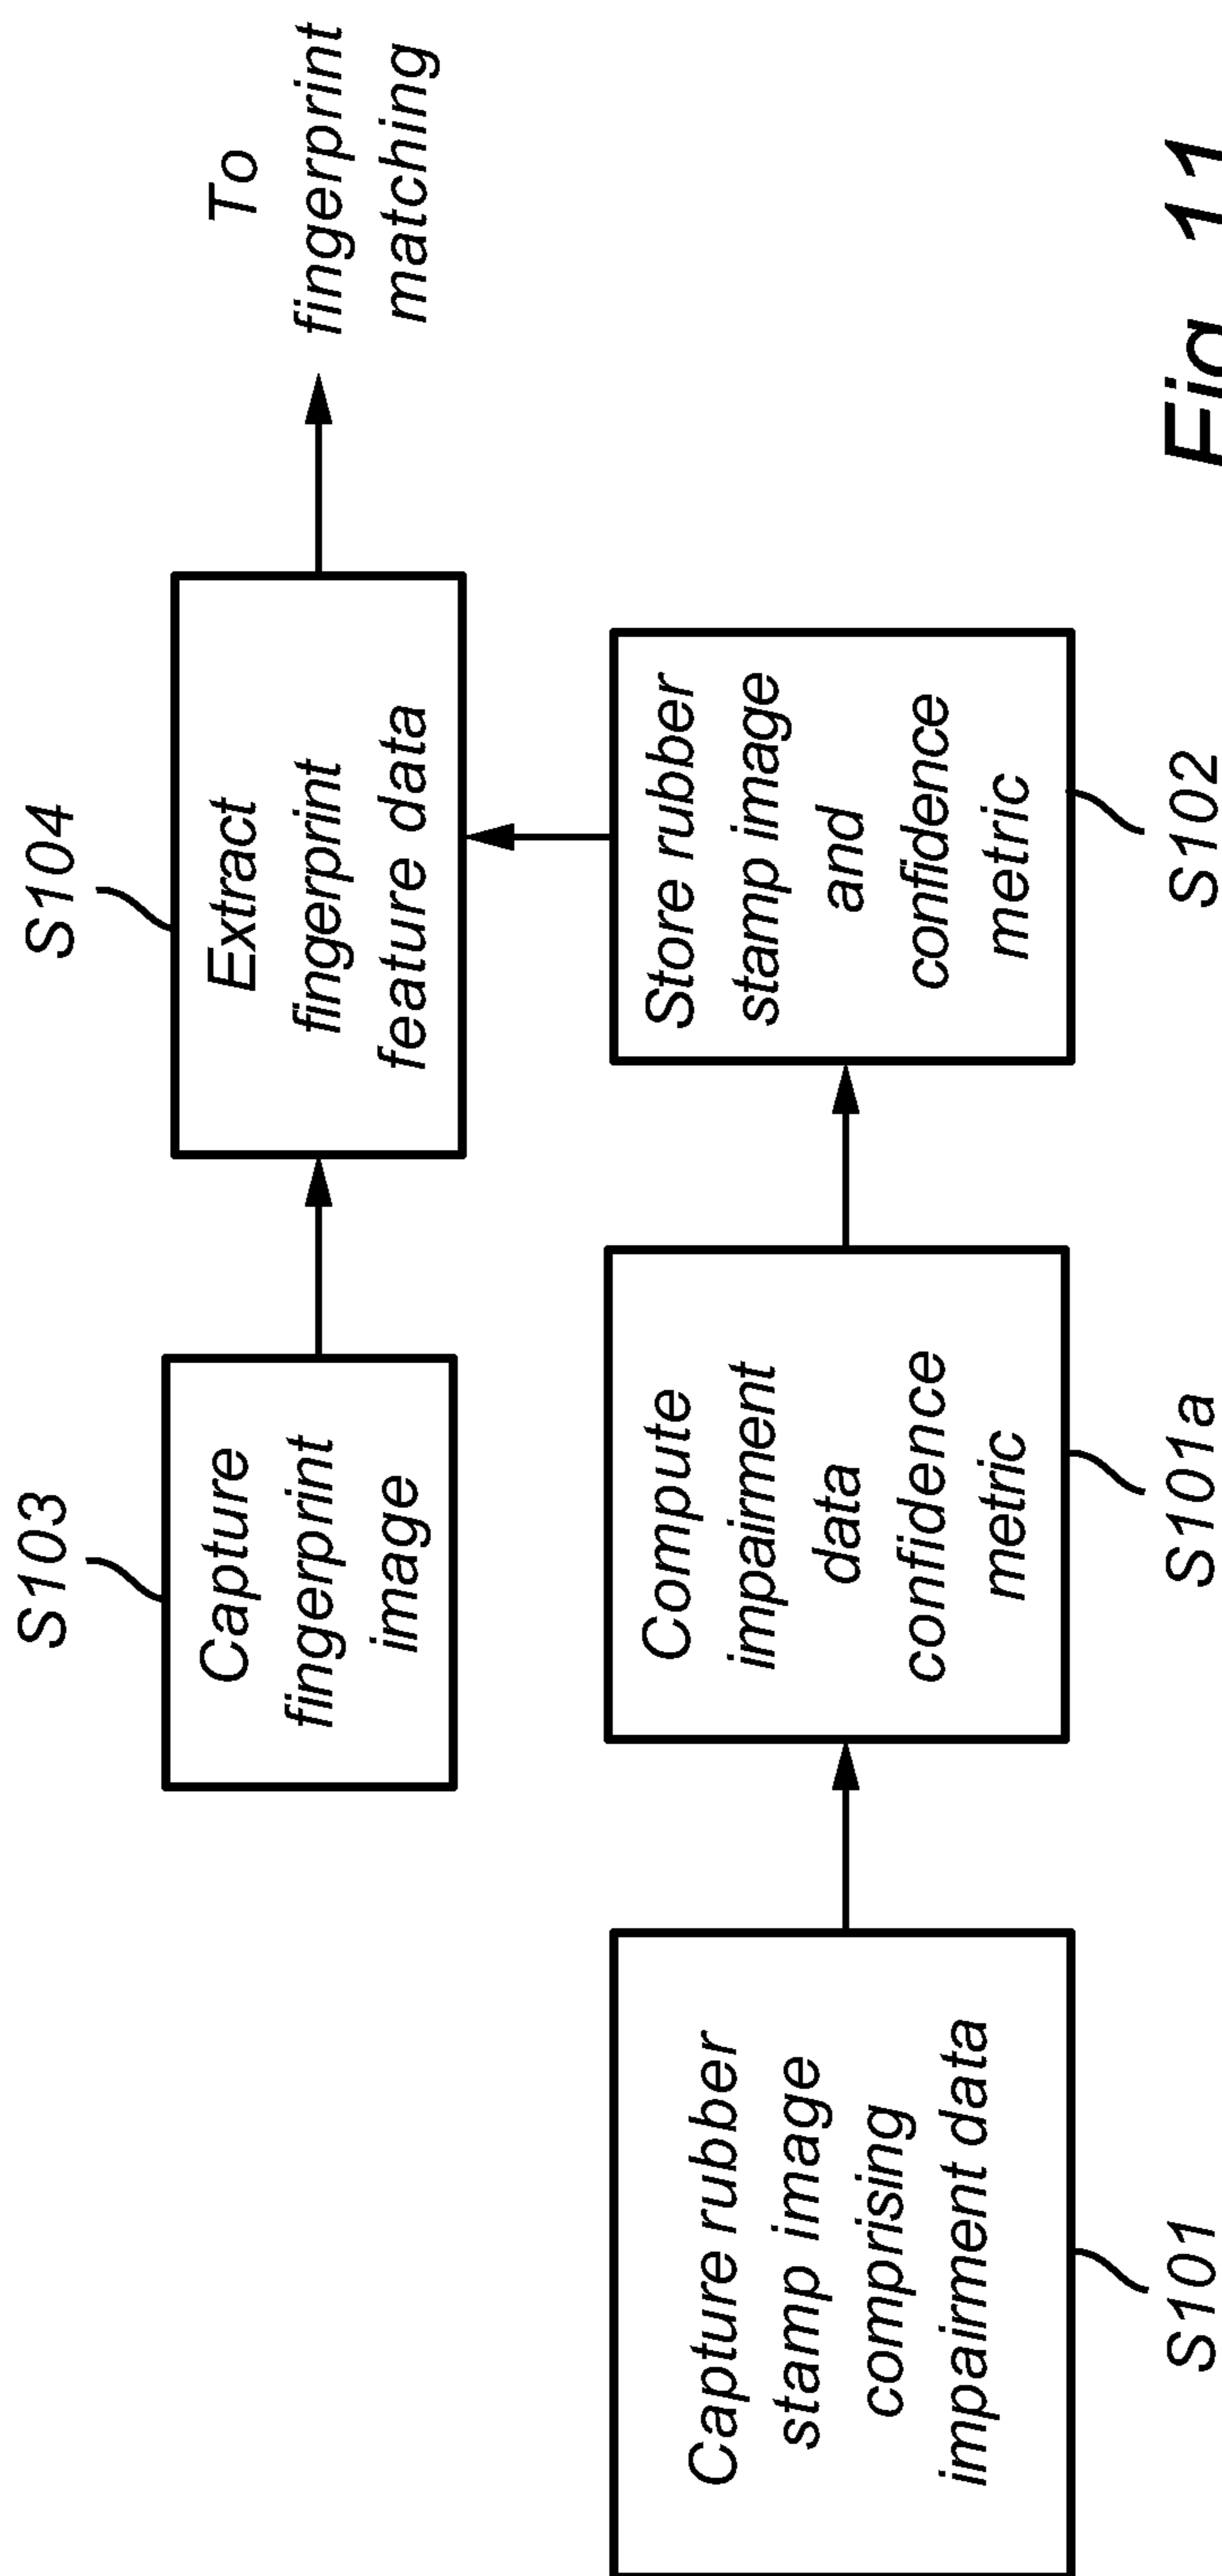 S103
Capture
fingerprint
image
S104
Extract
fingerprint
feature data
To
fingerprint
matching
Capture rubber
stamp image
comprising
impairment data
S101
Compute
impairment
data
confidence
metric
S101a
Store rubber
stamp image
and
confidence
metric
S102
Fig. 11